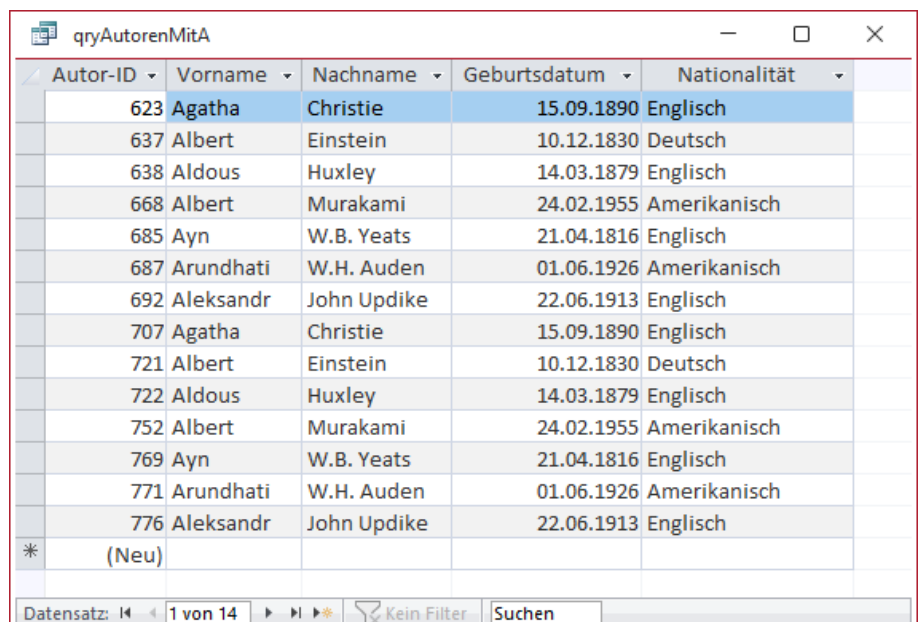 qryAutorenMitA
Autor-ID Vorname Nachname Geburtsdatum Nationalität
623 Agatha Christie 15.09.1890 Englisch
637 Albert Einstein 10.12.1830 Deutsch
638 Aldous Huxley 14.03.1879 Englisch
668 Albert Murakami 24.02.1955 Amerikanisch
685 Ayn W.B. Yeats 21.04.1816 Englisch
687 Arundhati W.H. Auden 01.06.1926 Amerikanisch
692 Aleksandr John Updike 22.06.1913 Englisch
707 Agatha Christie 15.09.1890 Englisch
721 Albert Einstein 10.12.1830 Deutsch
722 Aldous Huxley 14.03.1879 Englisch
752 Albert Murakami 24.02.1955 Amerikanisch
769 Ayn W.B. Yeats 21.04.1816 Englisch
771 Arundhati W.H. Auden 01.06.1926 Amerikanisch
776 Aleksandr John Updike 22.06.1913 Englisch
(Neu)
Datensatz: 1 von 14 Kein Filter Suchen